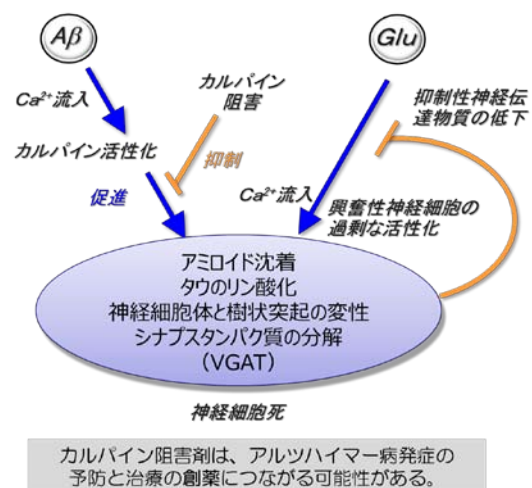 Aβ
Glu
Ca²⁺流入
カルパイン
阻害
抑制性神経伝
達物質の低下
カルパイン活性化
抑制
促進
Ca²⁺流入
興奮性神経細胞の
過剰な活性化
アミロイド沈着
タウのリン酸化
神経細胞体と樹状突起の変性
シナプスタンパク質の分解
（VGAT）
神経細胞死
カルパイン阻害剤は、アルツハイマー病発症の
予防と治療の創薬につながる可能性がある。